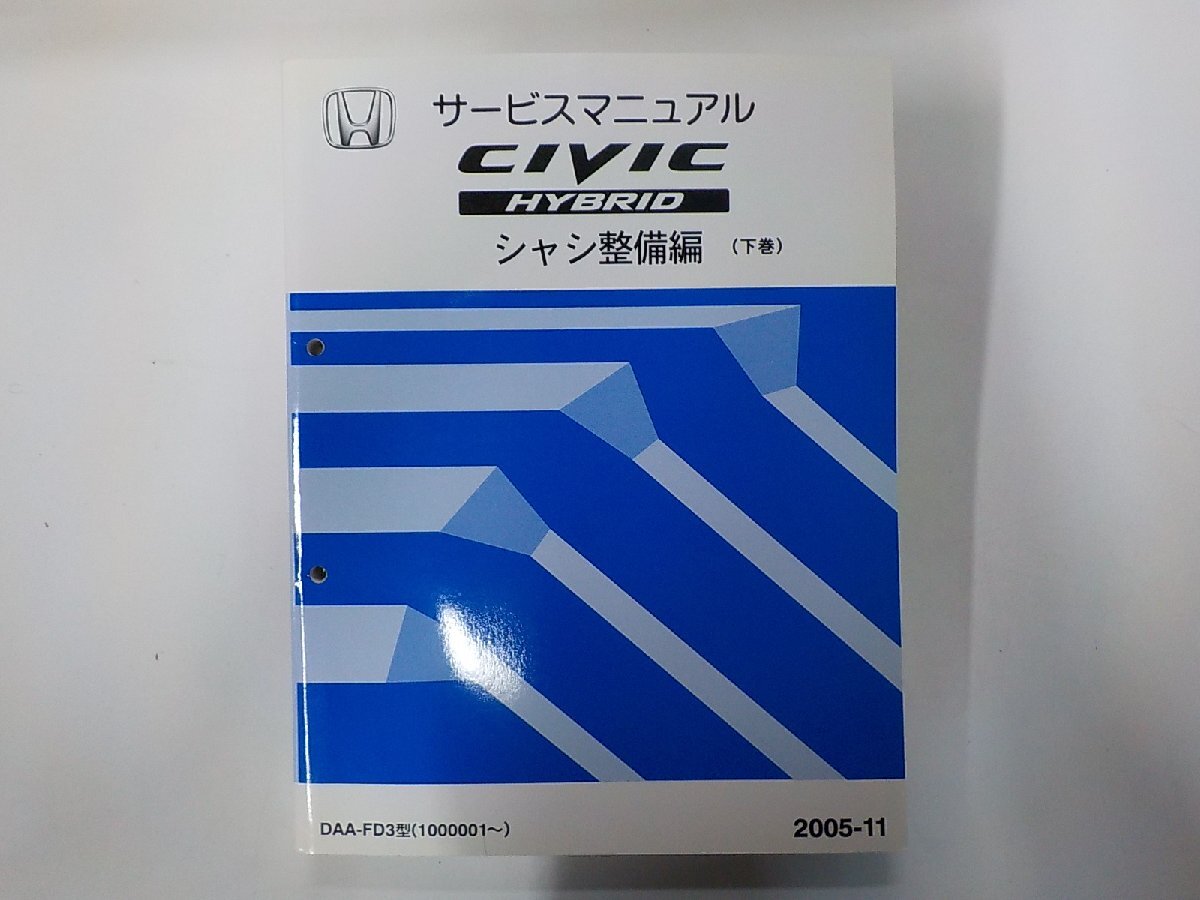 サービスマニュアル
CIVIC
HYBRID
シャシ整備編 (下巻)
DAA-FD3型(1000001～)
2005-11